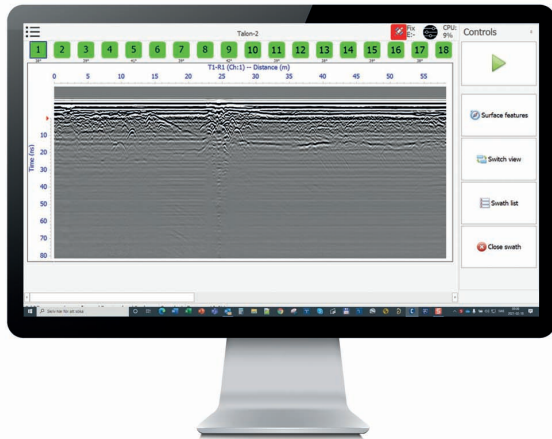 Talon-2
Fix
E:-
CPU:
9%
Controls
1 2 3 4 5 6 7 8 9 10 11 12 13 14 15 16 17 18
T1-R1 (Ch:1) -- Distance (m)
0 5 10 15 20 25 30 35 40 45 50 55
Time (ns)
0
10
20
30
40
50
60
70
80
Surface features
Switch view
Swath list
Close swath